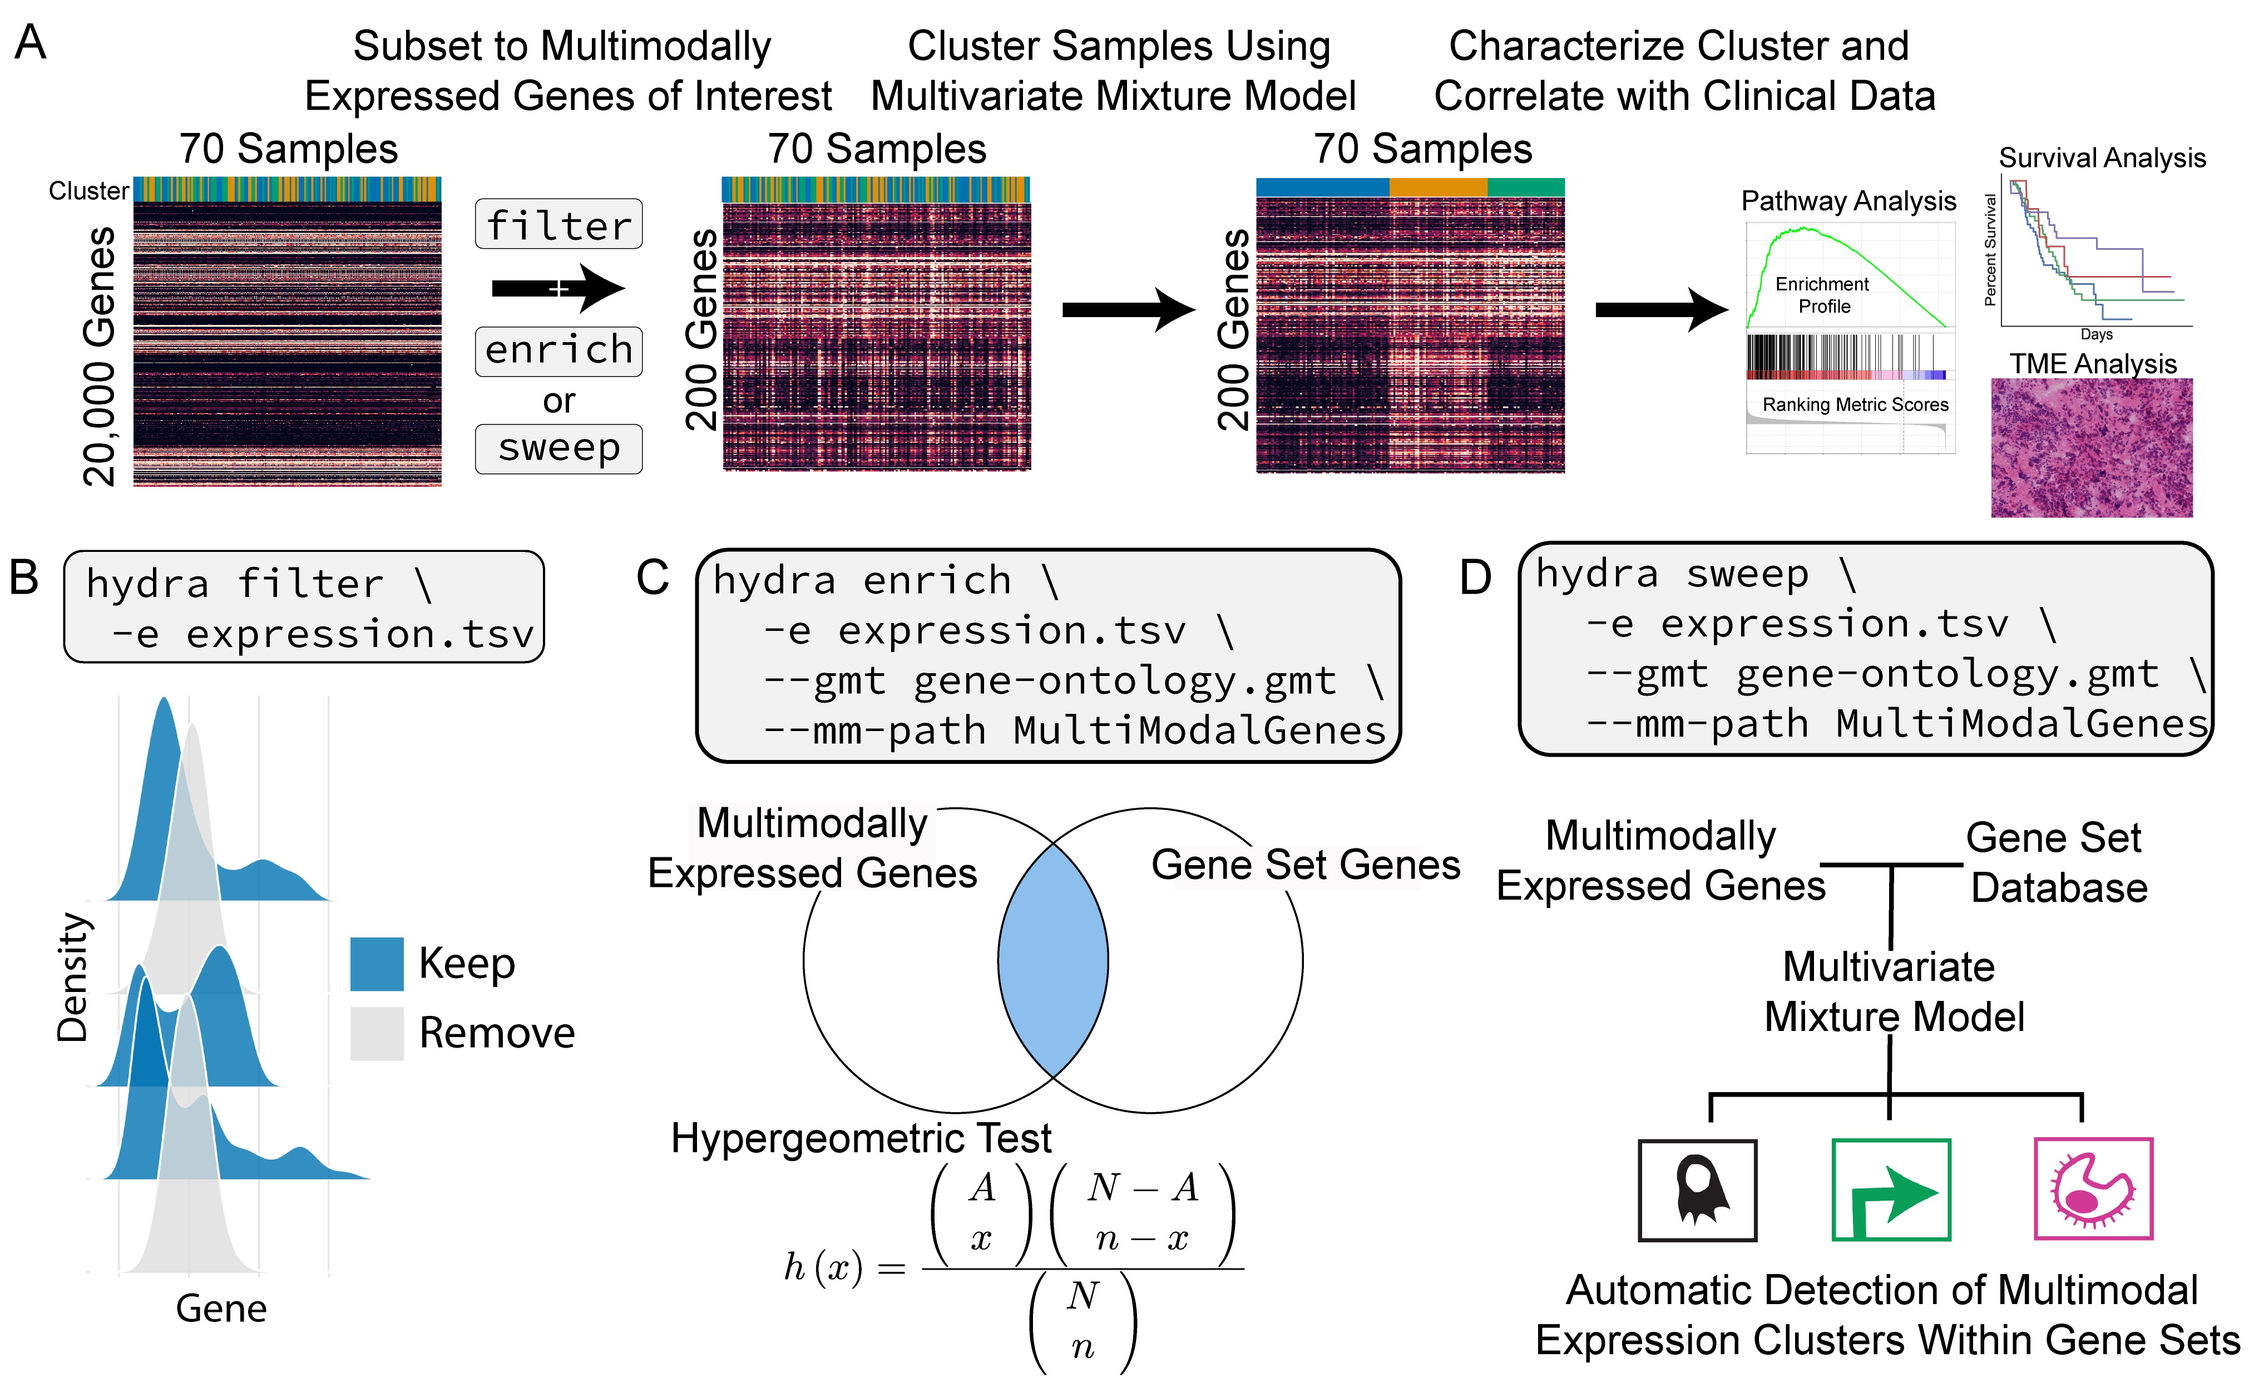 A
Subset to Multimodally
Expressed Genes of Interest
Cluster Samples Using
Multivariate Mixture Model
Characterize Cluster and
Correlate with Clinical Data
70 Samples
Cluster
20,000 Genes
filter
+
enrich
or
sweep
70 Samples
200 Genes
70 Samples
200 Genes
Pathway Analysis
Enrichment
Profile
Ranking Metric Scores
Survival Analysis
Percent Survival
Days
TME Analysis
B
hydra filter \
-e expression.tsv
Density
Keep
Remove
Gene
C
hydra enrich \
-e expression.tsv \
--gmt gene-ontology.gmt \
--mm-path MultiModalGenes
Multimodally
Expressed Genes
Gene Set Genes
Hypergeometric Test
h (x) = (A x) (N − A n − x) / (N n)
D
hydra sweep \
-e expression.tsv \
--gmt gene-ontology.gmt \
--mm-path MultiModalGenes
Multimodally
Expressed Genes
Gene Set
Database
Multivariate
Mixture Model
Automatic Detection of Multimodal
Expression Clusters Within Gene Sets